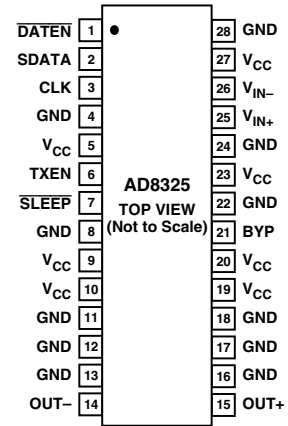 DATEN 1 28 GND
SDATA 2 27 VCC
CLK 3 26 VIN–
GND 4 25 VIN+
VCC 5 24 GND
TXEN 6 23 VCC
AD8325
SLEEP 7 22 GND
TOP VIEW
GND 8 (Not to Scale) 21 BYP
VCC 9 20 VCC
VCC 10 19 VCC
GND 11 18 GND
GND 12 17 GND
GND 13 16 GND
OUT– 14 15 OUT+